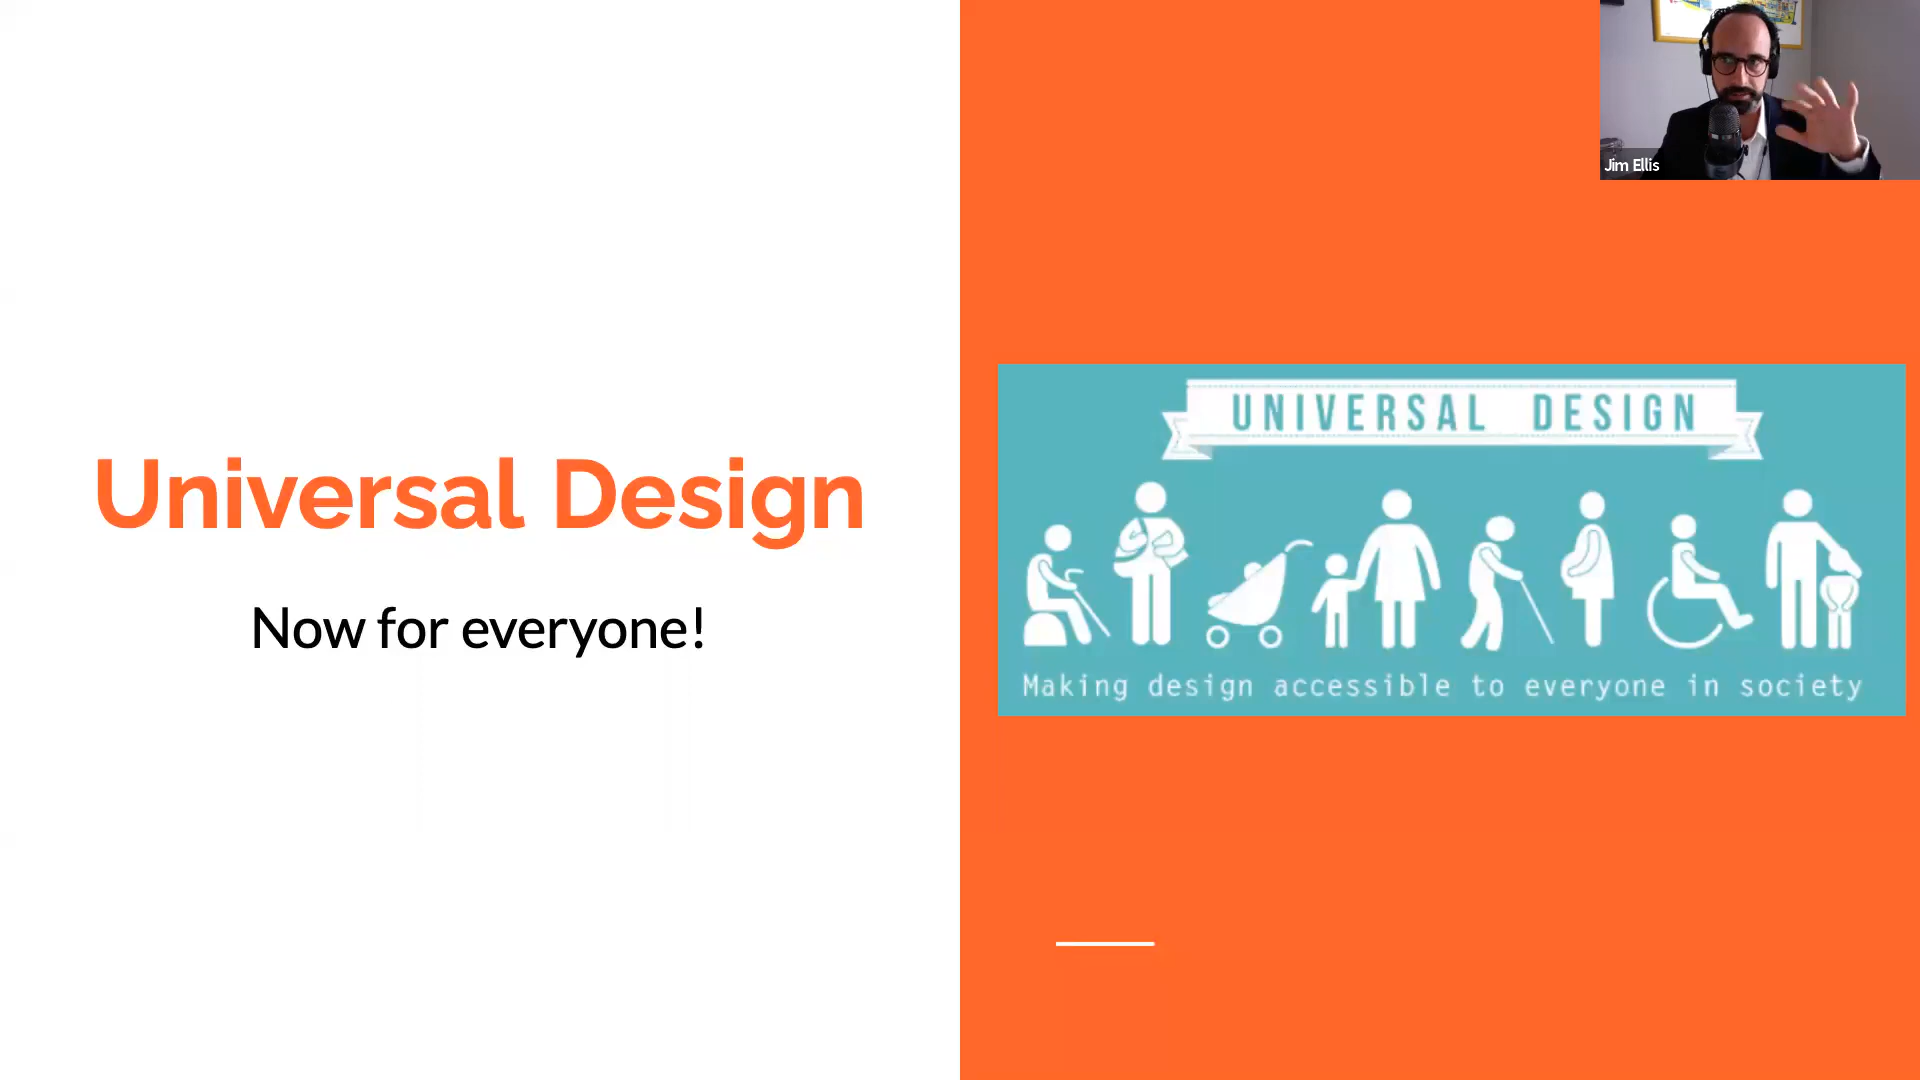 Universal Design
Now for everyone!
Jim Ellis
UNIVERSAL DESIGN
Making design accessible to everyone in society